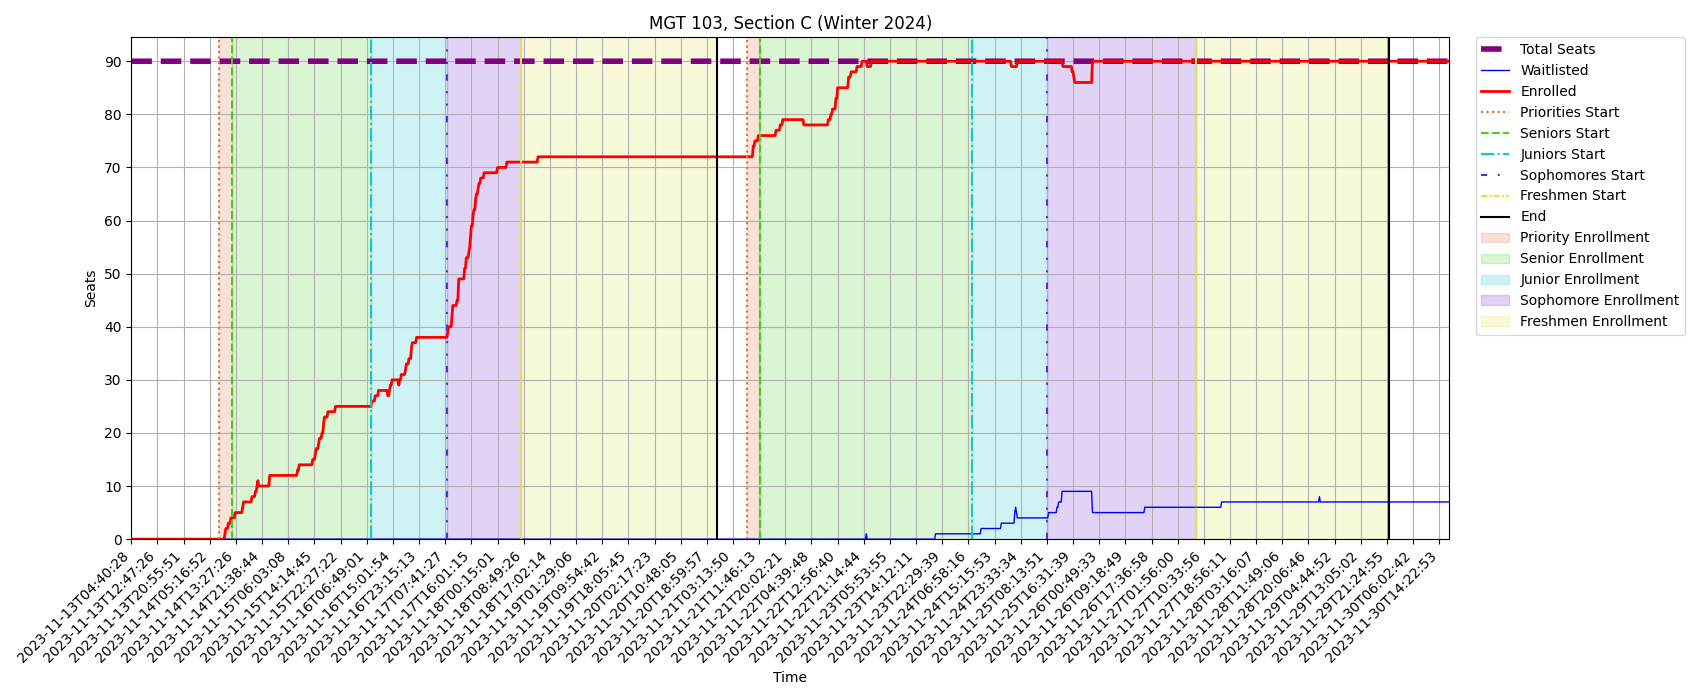 MGT 103, Section C (Winter 2024)
Seats
90
80
70
60
50
40
30
20
10
0
2023-11-13T04:40:28
2023-11-13T12:47:26
2023-11-13T20:55:51
2023-11-14T05:16:52
2023-11-14T13:27:26
2023-11-14T21:38:44
2023-11-15T06:03:08
2023-11-15T14:14:45
2023-11-15T22:27:22
2023-11-16T06:49:01
2023-11-16T15:01:54
2023-11-16T23:15:13
2023-11-17T07:41:27
2023-11-17T16:01:15
2023-11-18T00:15:01
2023-11-18T08:49:26
2023-11-18T17:02:14
2023-11-19T01:29:06
2023-11-19T09:54:42
2023-11-19T18:05:45
2023-11-20T02:17:23
2023-11-20T10:48:05
2023-11-20T18:59:57
2023-11-21T03:13:50
2023-11-21T11:46:13
2023-11-21T20:02:21
2023-11-22T04:39:48
2023-11-22T12:56:40
2023-11-22T21:14:44
2023-11-23T05:53:55
2023-11-23T14:12:11
2023-11-23T22:29:39
2023-11-24T06:58:16
2023-11-24T15:15:53
2023-11-24T23:33:34
2023-11-25T08:13:51
2023-11-25T16:31:39
2023-11-26T00:49:33
2023-11-26T09:18:49
2023-11-26T17:36:58
2023-11-27T01:56:00
2023-11-27T10:33:56
2023-11-27T18:56:11
2023-11-28T03:16:07
2023-11-28T11:49:06
2023-11-28T20:06:46
2023-11-29T04:44:52
2023-11-29T13:05:02
2023-11-29T21:24:55
2023-11-30T06:02:42
2023-11-30T14:22:53
Time
Total Seats
Waitlisted
Enrolled
Priorities Start
Seniors Start
Juniors Start
Sophomores Start
Freshmen Start
End
Priority Enrollment
Senior Enrollment
Junior Enrollment
Sophomore Enrollment
Freshmen Enrollment